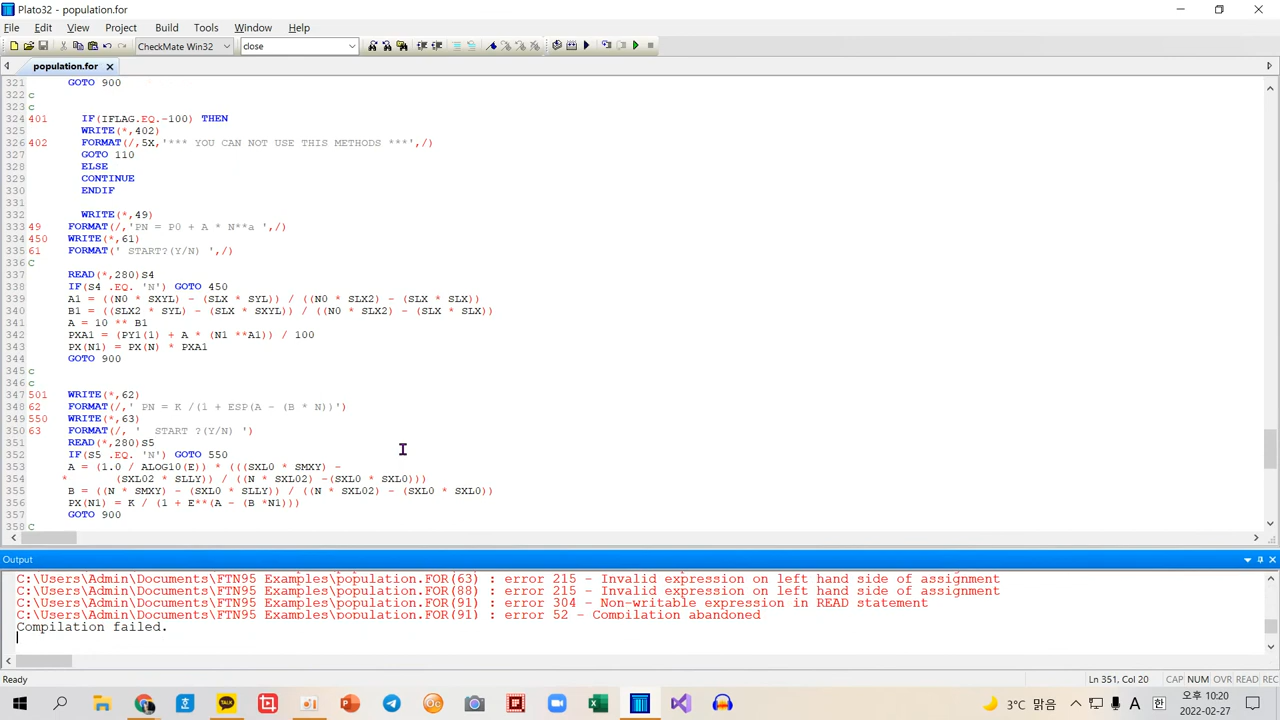 Plato32 - population.for
File Edit View Project Build Tools Window Help
CheckMate Win32 close
population.for
321 GOTO 900
322 c
323 c
324 401 IF(IFLAG.EQ.-100) THEN
325 WRITE(*,402)
326 402 FORMAT(/,5X,'*** YOU CAN NOT USE THIS METHODS ***',/)
327 GOTO 110
328 ELSE
329 CONTINUE
330 ENDIF
331
332 WRITE(*,49)
333 49 FORMAT(/,'PN = P0 + A * N**a ',/)
334 450 WRITE(*,61)
335 61 FORMAT(' START?(Y/N) ',/)
336 C
337 READ(*,280)S4
338 IF(S4 .EQ. 'N') GOTO 450
339 A1 = ((N0 * SXYL) - (SLX * SYL)) / ((N0 * SLX2) - (SLX * SLX))
340 B1 = ((SLX2 * SYL) - (SLX * SXYL)) / ((N0 * SLX2) - (SLX * SLX))
341 A = 10 ** B1
342 PXA1 = (PY1(1) + A * (N1 **A1)) / 100
343 PX(N1) = PX(N) * PXA1
344 GOTO 900
345 c
346 c
347 501 WRITE(*,62)
348 62 FORMAT(/,' PN = K /(1 + ESP(A - (B * N))')
349 550 WRITE(*,63)
350 63 FORMAT(/, '  START ?(Y/N) ')
351 READ(*,280)S5
352 IF(S5 .EQ. 'N') GOTO 550
353 A = (1.0 / ALOG10(E)) * (((SXL0 * SMXY) -
354 * (SXL02 * SLLY)) / ((N * SXL02) -(SXL0 * SXL0)))
355 B = ((N * SMXY) - (SXL0 * SLLY)) / ((N * SXL02) - (SXL0 * SXL0))
356 PX(N1) = K / (1 + E**(A - (B *N1)))
357 GOTO 900
358 C
Output
C:\Users\Admin\Documents\FTN95 Examples\population.FOR(63) : error 215 - Invalid expression on left hand side of assignment
C:\Users\Admin\Documents\FTN95 Examples\population.FOR(88) : error 215 - Invalid expression on left hand side of assignment
C:\Users\Admin\Documents\FTN95 Examples\population.FOR(91) : error 304 - Non-writable expression in READ statement
C:\Users\Admin\Documents\FTN95 Examples\population.FOR(91) : error 52 - Compilation abandoned
Compilation failed.
Ready Ln 351, Col 20 CAP NUM OVR READ REC
TALK Oc 3°C 맑음 A 한 오후 10:20
2022-02-27